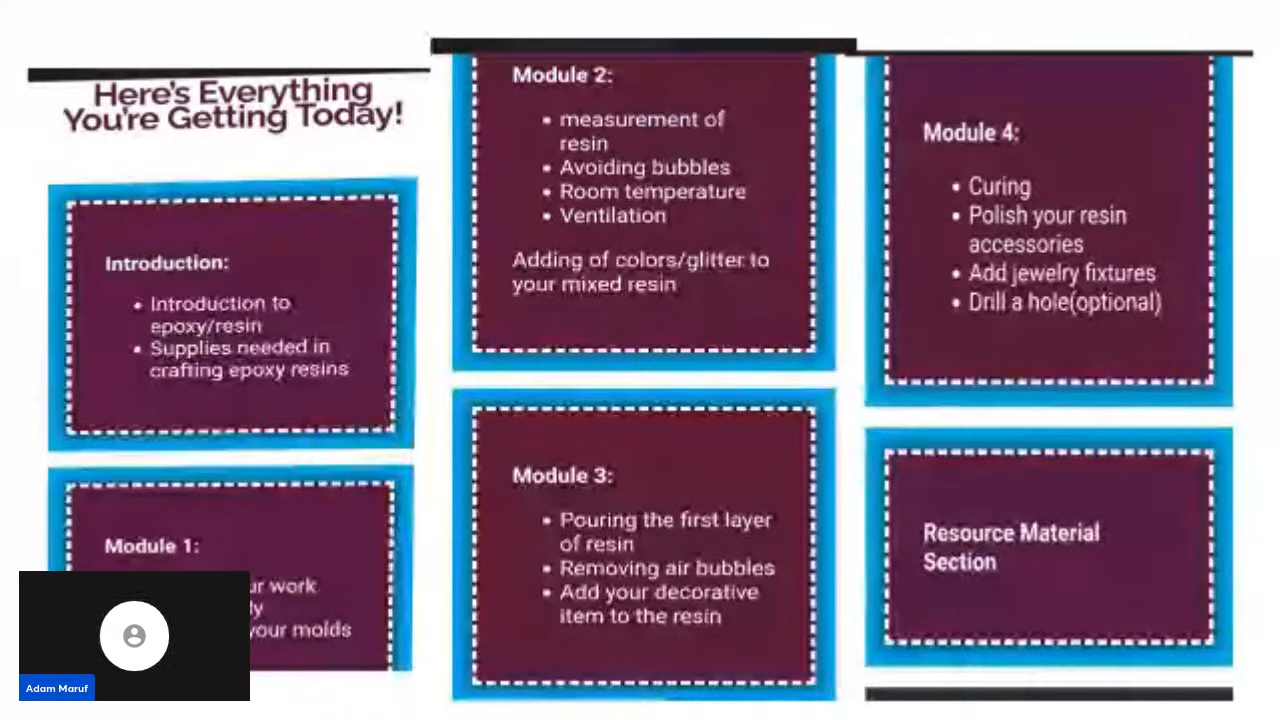 Here's Everything
You're Getting Today!
Introduction:
• Introduction to
epoxy/resin
• Supplies needed in
crafting epoxy resins
Module 1:
work
your molds
Adam Maruf
Module 2:
• measurement of
resin
• Avoiding bubbles
• Room temperature
• Ventilation
Adding of colors/glitter to
your mixed resin
Module 3:
• Pouring the first layer
of resin
• Removing air bubbles
• Add your decorative
item to the resin
Module 4:
• Curing
• Polish your resin
accessories
• Add jewelry fixtures
• Drill a hole(optional)
Resource Material
Section